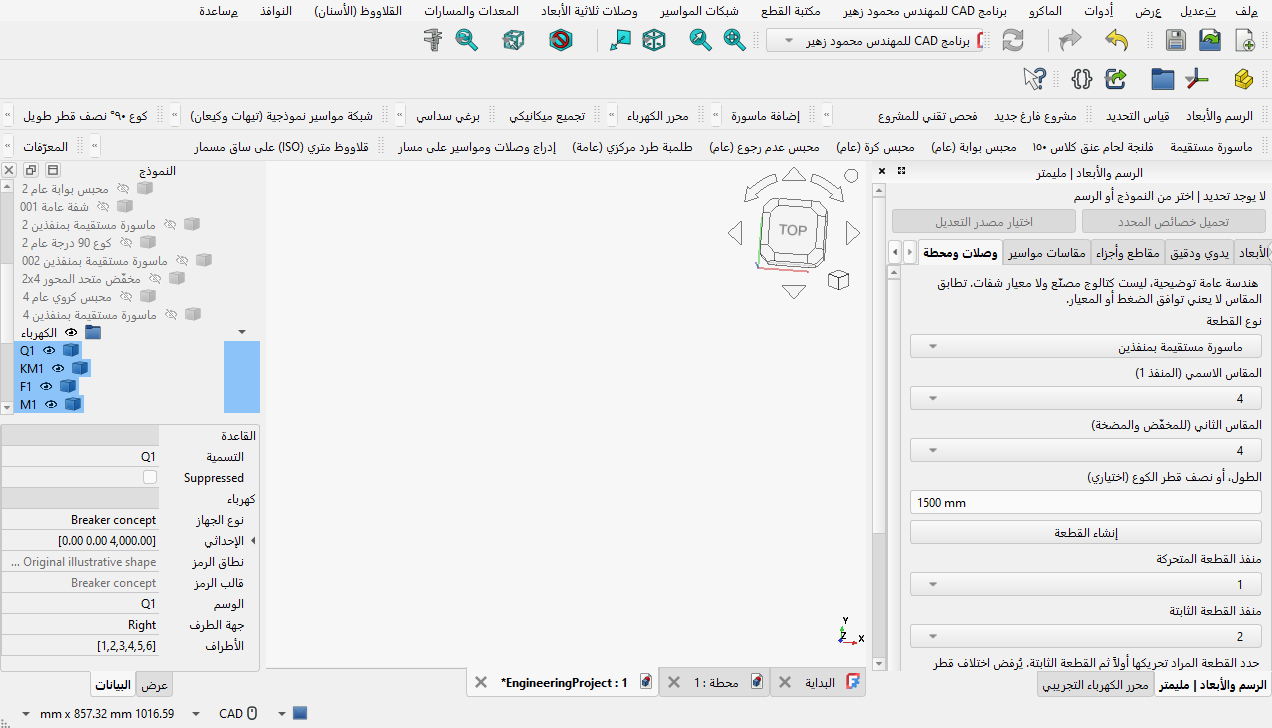 ملف تعديل عرض أدوات الماكرو برنامج CAD للمهندس محمود زهير مكتبة القطع شبكات المواسير وصلات ثلاثية الأبعاد المعدات والمسارات القلاووظ (الأسنان) النوافذ مساعدة
برنامج CAD للمهندس محمود زهير
الرسم والأبعاد قياس التحديد مشروع فارغ جديد فحص تقني للمشروع » إضافة ماسورة » محرر الكهرباء » تجميع ميكانيكي برغي سداسي » شبكة مواسير نموذجية (تيهات وكيعان) » كوع ٩٠° نصف قطر طويل »
ماسورة مستقيمة فلنجة لحام عنق كلاس ١٥٠ محبس بوابة (عام) محبس كرة (عام) محبس عدم رجوع (عام) طلمبة طرد مركزي (عامة) إدراج وصلات ومواسير على مسار قلاووظ متري (ISO) على ساق مسمار » المعرّفات »
الرسم والأبعاد | مليمتر
لا يوجد تحديد | اختر من النموذج أو الرسم
تحميل خصائص المحدد
اختيار مصدر التعديل
الأبعاد
يدوي ودقيق
مقاطع وأجزاء
مقاسات مواسير
وصلات ومحطة
هندسة عامة توضيحية، ليست كتالوج مصنّع ولا معيار شفات. تطابق
المقاس لا يعني توافق الضغط أو المعيار.
نوع القطعة
ماسورة مستقيمة بمنفذين
المقاس الاسمي (المنفذ 1)
4
المقاس الثاني (للمخفّض والمضخة)
4
الطول، أو نصف قطر الكوع (اختياري)
1500 mm
إنشاء القطعة
منفذ القطعة المتحركة
1
منفذ القطعة الثابتة
2
حدد القطعة المراد تحريكها أولاً ثم القطعة الثابتة. يُرفض اختلاف قطر
الرسم والأبعاد | مليمتر
محرر الكهرباء التجريبي
TOP
Y
Z
X
البداية
محطة : 1
EngineeringProject : 1*
النموذج
محبس بوابة عام 2
شفة عامة 001
ماسورة مستقيمة بمنفذين 2
كوع 90 درجة عام 2
ماسورة مستقيمة بمنفذين 002
مخفّض متحد المحور 2x4
محبس كروي عام 4
ماسورة مستقيمة بمنفذين 4
الكهرباء
Q1
KM1
F1
M1
القاعدة
التسمية Q1
Suppressed
كهرباء
نوع الجهاز Breaker concept
الإحداثي [0.00 0.00 4,000.00]
نطاق الرمز Original illustrative shape ...
قالب الرمز Breaker concept
الوسم Q1
جهة الطرف Right
الأطراف [1,2,3,4,5,6]
عرض
البيانات
1016.59 mm x 857.32 mm
CAD